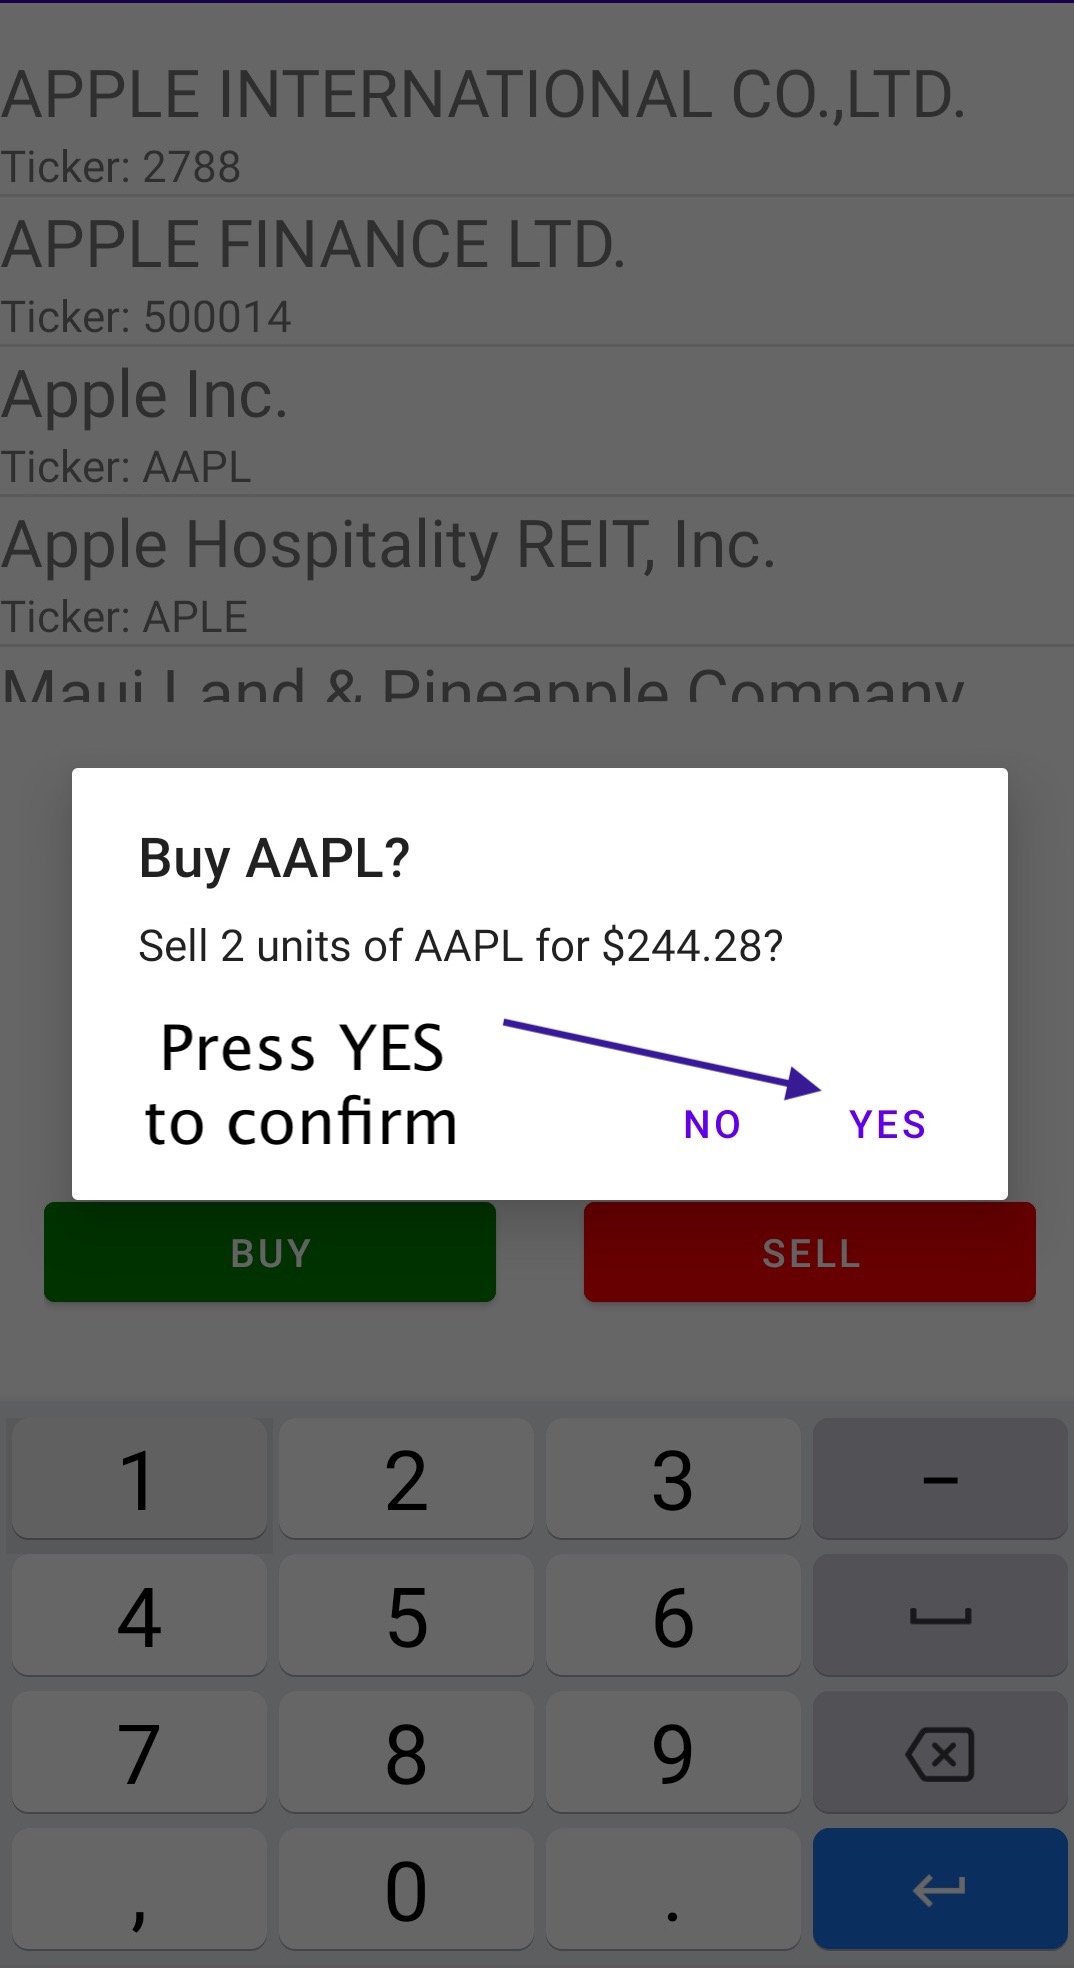 APPLE INTERNATIONAL CO.,LTD.
Ticker: 2788
APPLE FINANCE LTD.
Ticker: 500014
Apple Inc.
Ticker: AAPL
Apple Hospitality REIT, Inc.
Ticker: APLE
Maui Land & Pineapple Company
Buy AAPL?
Sell 2 units of AAPL for $244.28?
Press YES
to confirm
NO YES
BUY SELL
1 2 3 –
4 5 6
7 8 9
, 0 .